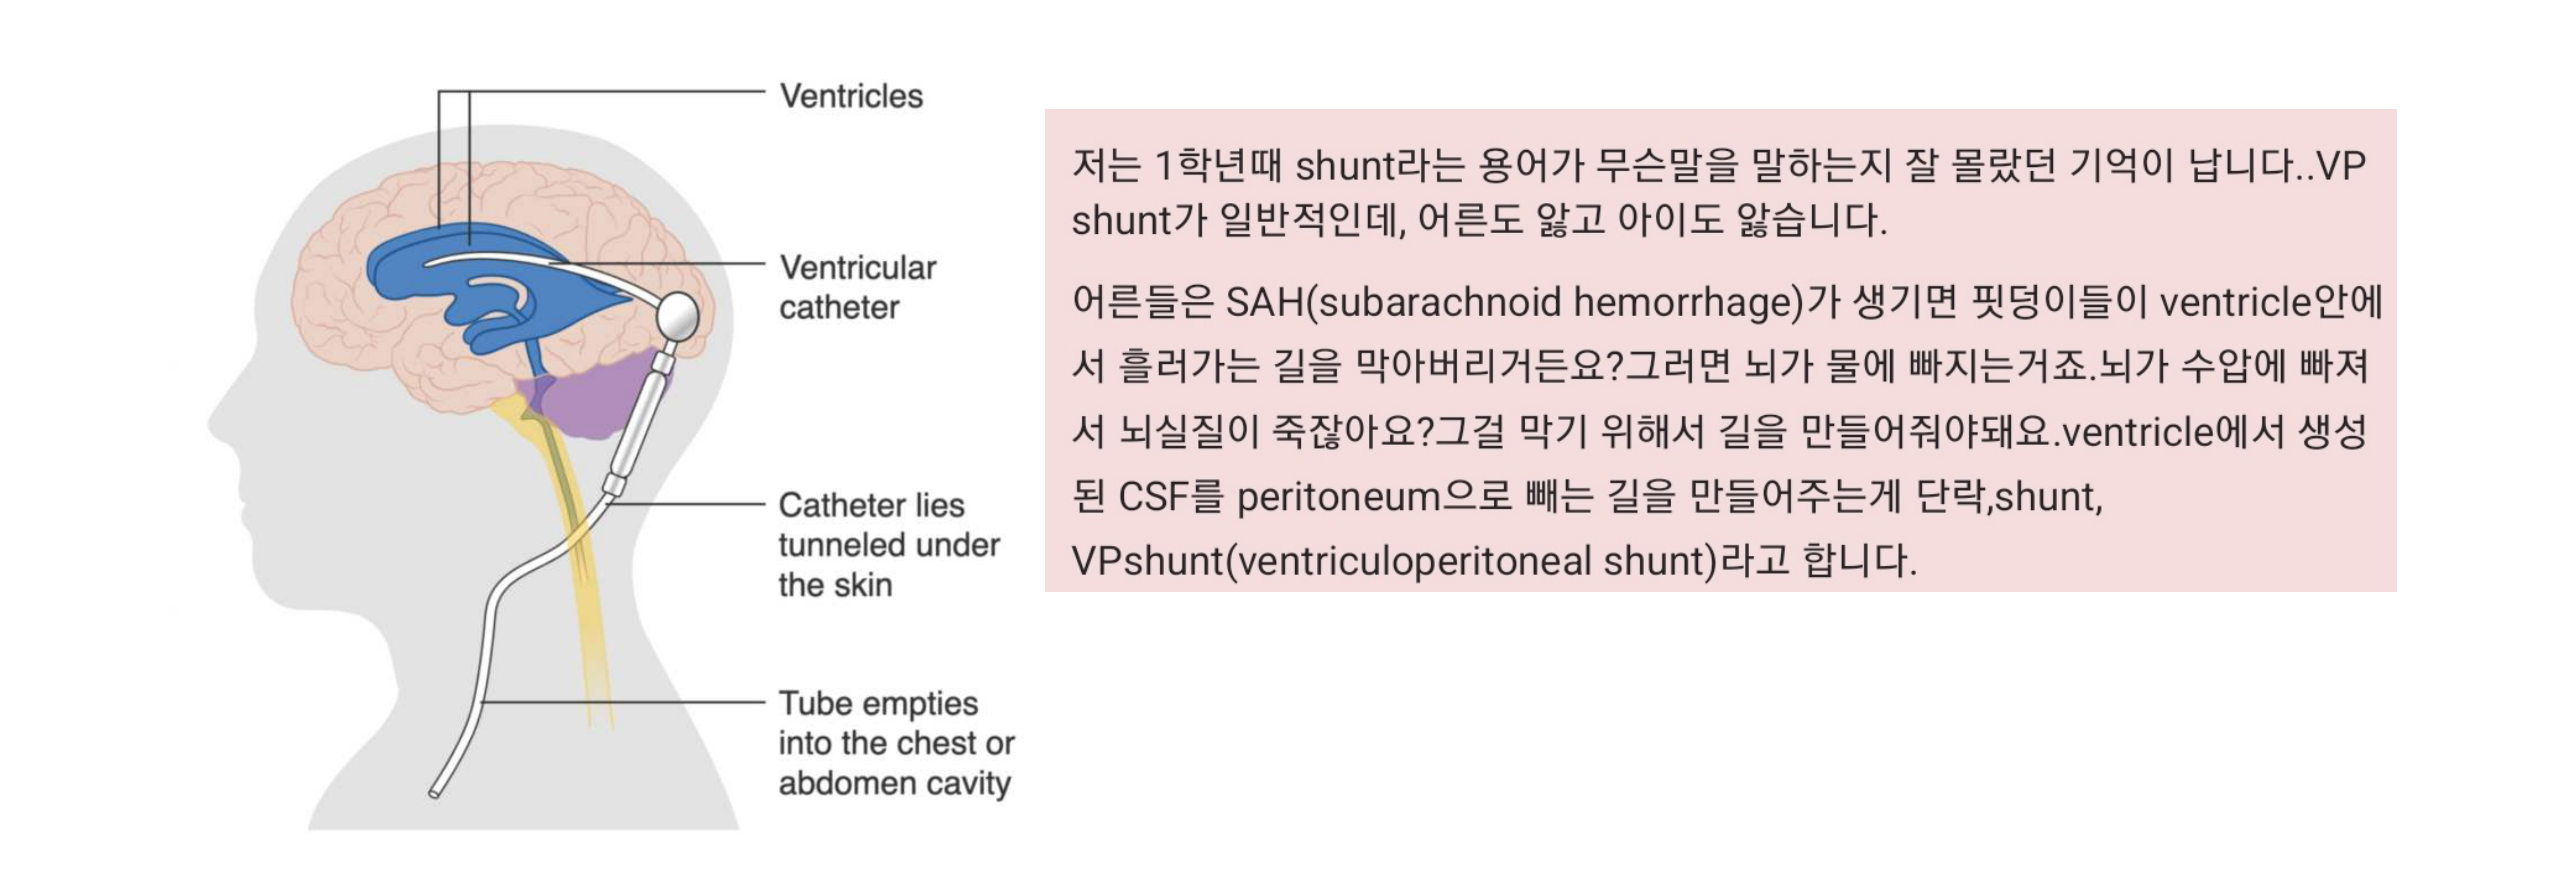 Ventricles
Ventricular
catheter
Catheter lies
tunneled under
the skin
Tube empties
into the chest or
abdomen cavity
저는 1학년때 shunt라는 용어가 무슨말을 말하는지 잘 몰랐던 기억이 납니다..VP
shunt가 일반적인데, 어른도 앓고 아이도 앓습니다.
어른들은 SAH(subarachnoid hemorrhage)가 생기면 핏덩이들이 ventricle안에
서 흘러가는 길을 막아버리거든요?그러면 뇌가 물에 빠지는거죠.뇌가 수압에 빠져
서 뇌실질이 죽잖아요?그걸 막기 위해서 길을 만들어줘야돼요.ventricle에서 생성
된 CSF를 peritoneum으로 빼는 길을 만들어주는게 단락,shunt,
VPshunt(ventriculoperitoneal shunt)라고 합니다.